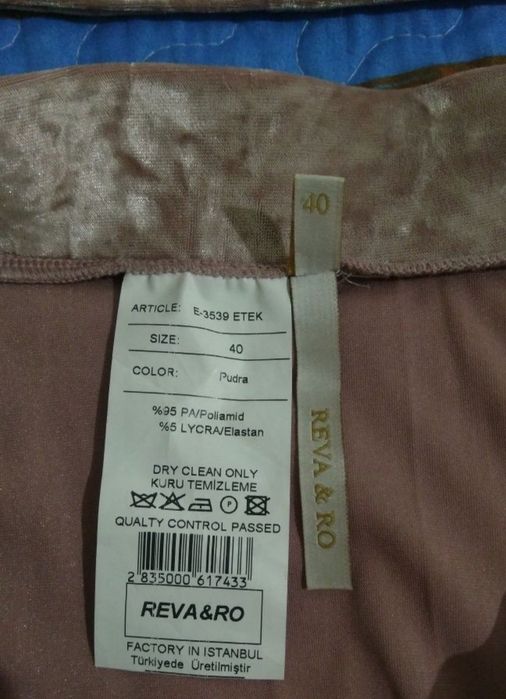 40
REVA & RO
ARTICLE: E-3539 ETEK
SIZE: 40
COLOR: Pudra
%95 PA/Poliamid
%5 LYCRA/Elastan
DRY CLEAN ONLY
KURU TEMİZLEME
P
QUALTY CONTROL PASSED
2 835000 617433
REVA&RO
FACTORY IN ISTANBUL
Türkiyede Üretilmiştir